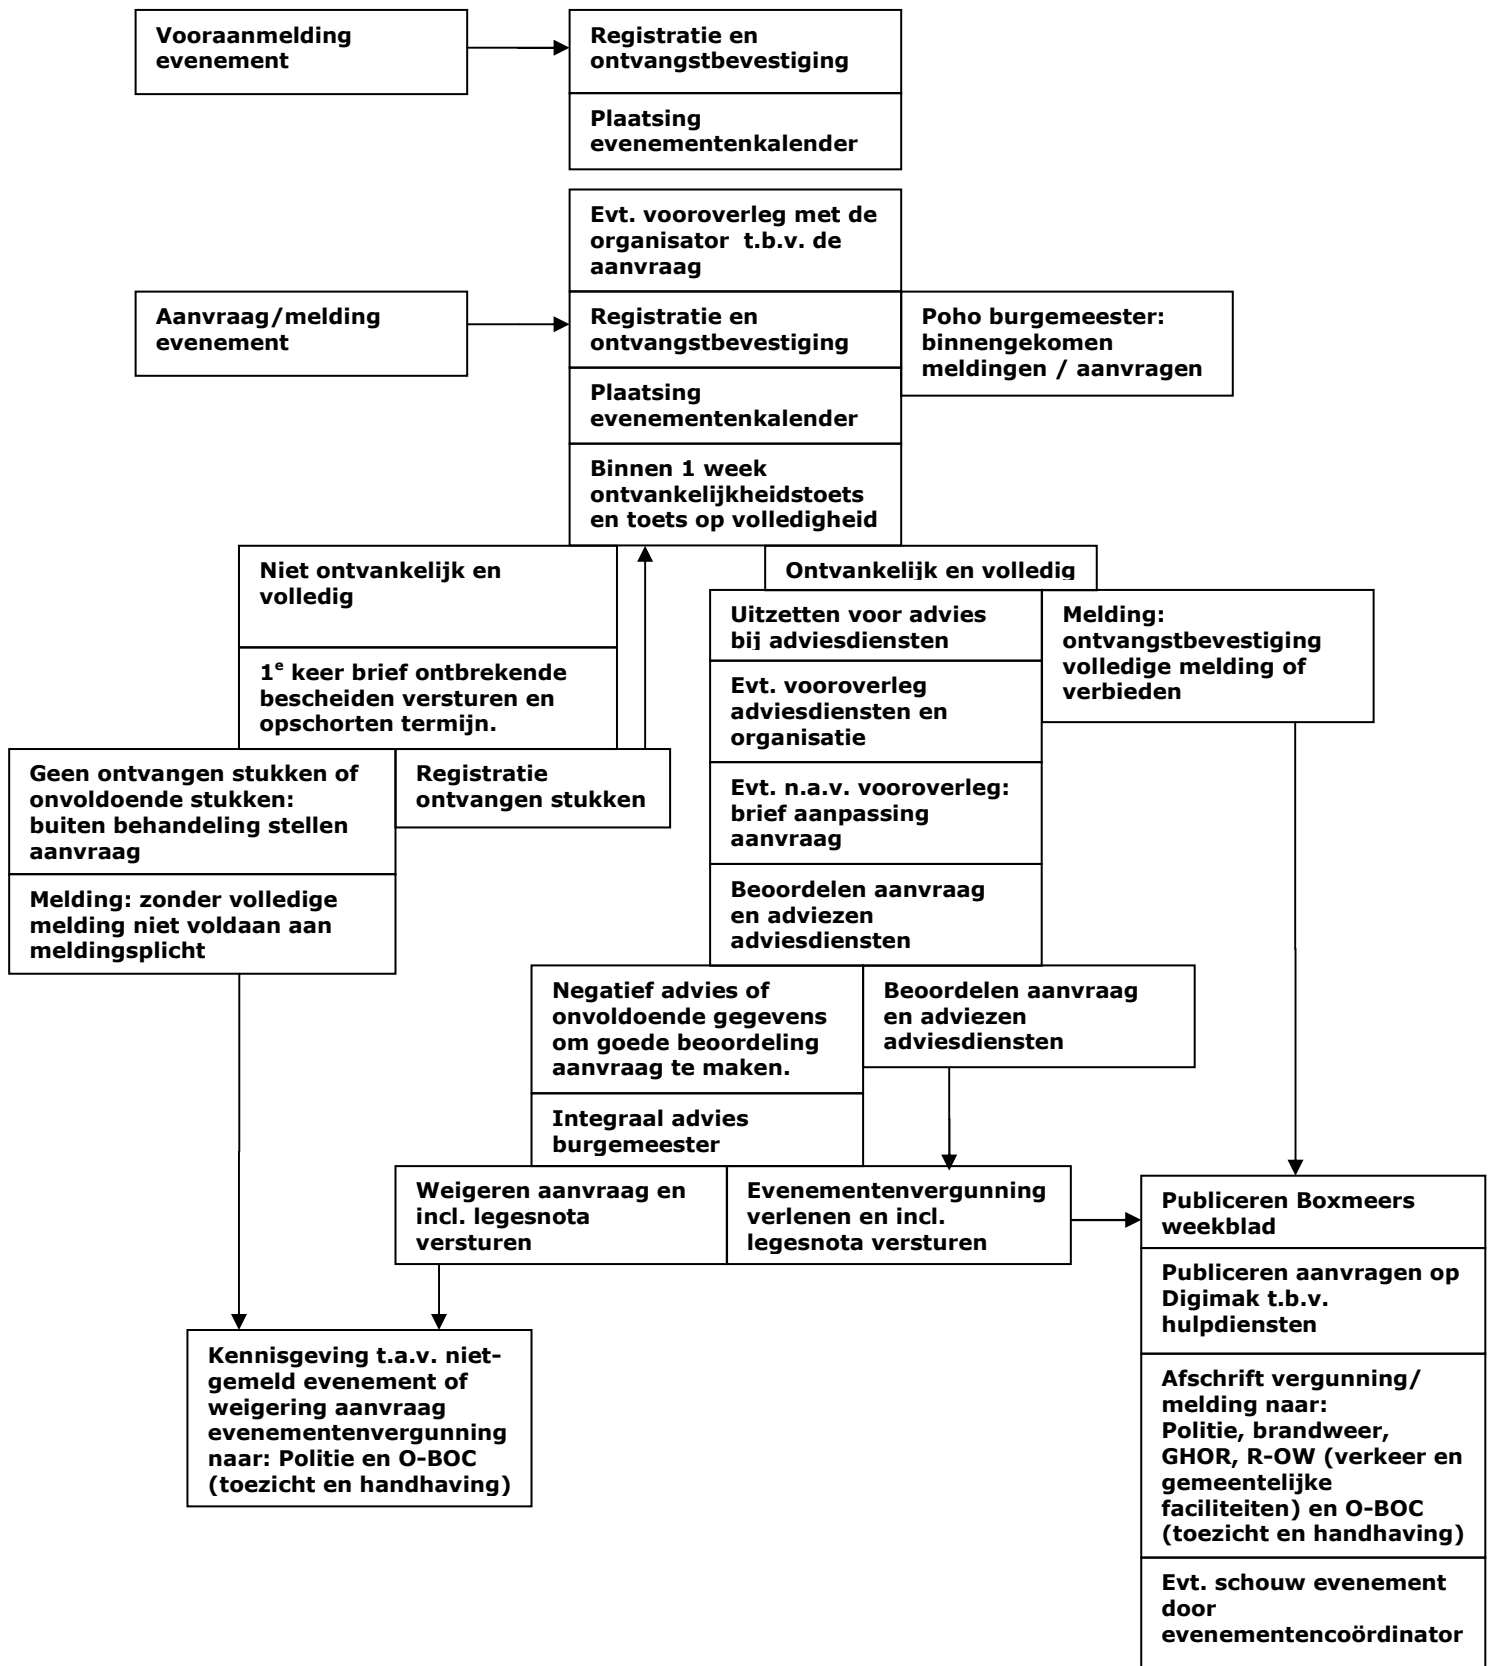 Vooraanmelding
evenement
Registratie en
ontvangstbevestiging
Plaatsing
evenementenkalender
Evt. vooroverleg met de
organisator t.b.v. de
aanvraag
Aanvraag/melding
evenement
Registratie en
ontvangstbevestiging
Poho burgemeester:
binnengekomen
meldingen / aanvragen
Plaatsing
evenementenkalender
Binnen 1 week
ontvankelijkheidstoets
en toets op volledigheid
Niet ontvankelijk en
volledig
Ontvankelijk en volledig
1e keer brief ontbrekende
bescheiden versturen en
opschorten termijn.
Geen ontvangen stukken of
onvoldoende stukken:
buiten behandeling stellen
aanvraag
Registratie
ontvangen stukken
Melding: zonder volledige
melding niet voldaan aan
meldingsplicht
Uitzetten voor advies
bij adviesdiensten
Melding:
ontvangstbevestiging
volledige melding of
verbieden
Evt. vooroverleg
adviesdiensten en
organisatie
Evt. n.a.v. vooroverleg:
brief aanpassing
aanvraag
Beoordelen aanvraag
en adviezen
adviesdiensten
Negatief advies of
onvoldoende gegevens
om goede beoordeling
aanvraag te maken.
Beoordelen aanvraag
en adviezen
adviesdiensten
Integraal advies
burgemeester
Weigeren aanvraag en
incl. legesnota
versturen
Evenementenvergunning
verlenen en incl.
legesnota versturen
Publiceren Boxmeers
weekblad
Publiceren aanvragen op
Digimak t.b.v.
hulpdiensten
Kennisgeving t.a.v. niet-
gemeld evenement of
weigering aanvraag
evenementenvergunning
naar: Politie en O-BOC
(toezicht en handhaving)
Afschrift vergunning/
melding naar:
Politie, brandweer,
GHOR, R-OW (verkeer en
gemeentelijke
faciliteiten) en O-BOC
(toezicht en handhaving)
Evt. schouw evenement
door
evenementencoördinator